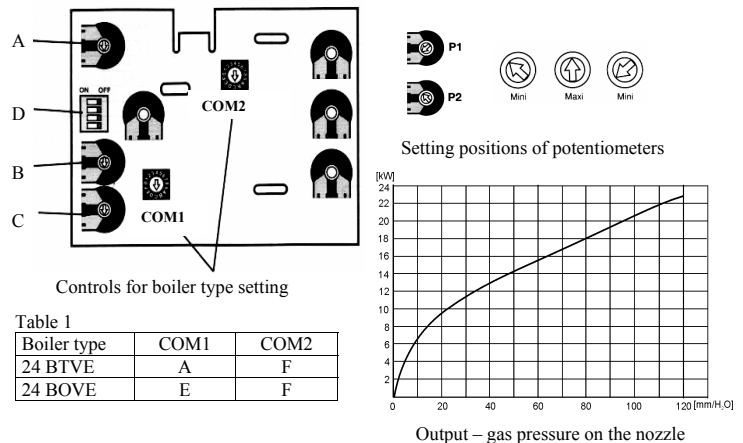 A
D
B
C
ON OFF
COM2
COM1
Controls for boiler type setting
P1
P2
Mini Maxi Mini
Setting positions of potentiometers
Table 1
Boiler type COM1 COM2
24 BTVE A F
24 BOVE E F
[kW]
24
22
20
18
16
14
12
10
8
6
4
2
0 20 40 60 80 100 120 [mm/H₂O]
Output – gas pressure on the nozzle